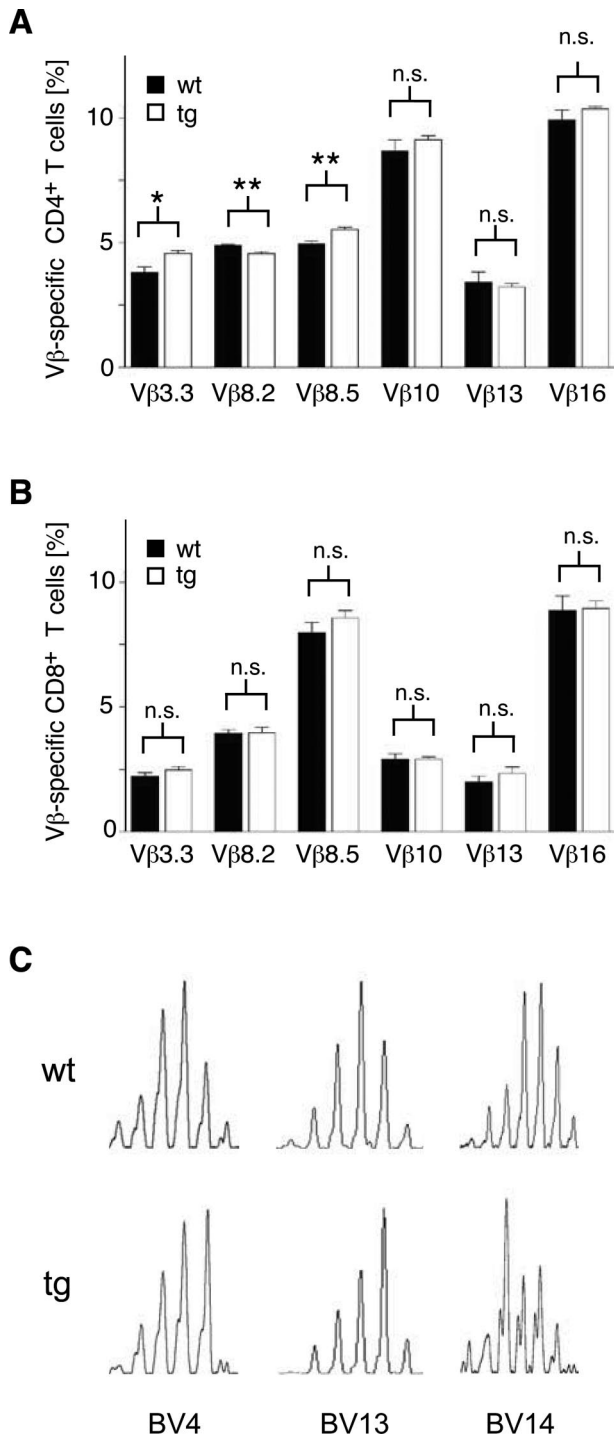 A
Vβ-specific CD4+ T cells [%]
wt
tg
10
5
0
*
**
**
n.s.
n.s.
n.s.
Vβ3.3 Vβ8.2 Vβ8.5 Vβ10 Vβ13 Vβ16
B
Vβ-specific CD8+ T cells [%]
wt
tg
10
5
0
n.s.
n.s.
n.s.
n.s.
n.s.
n.s.
Vβ3.3 Vβ8.2 Vβ8.5 Vβ10 Vβ13 Vβ16
C
wt
tg
BV4 BV13 BV14